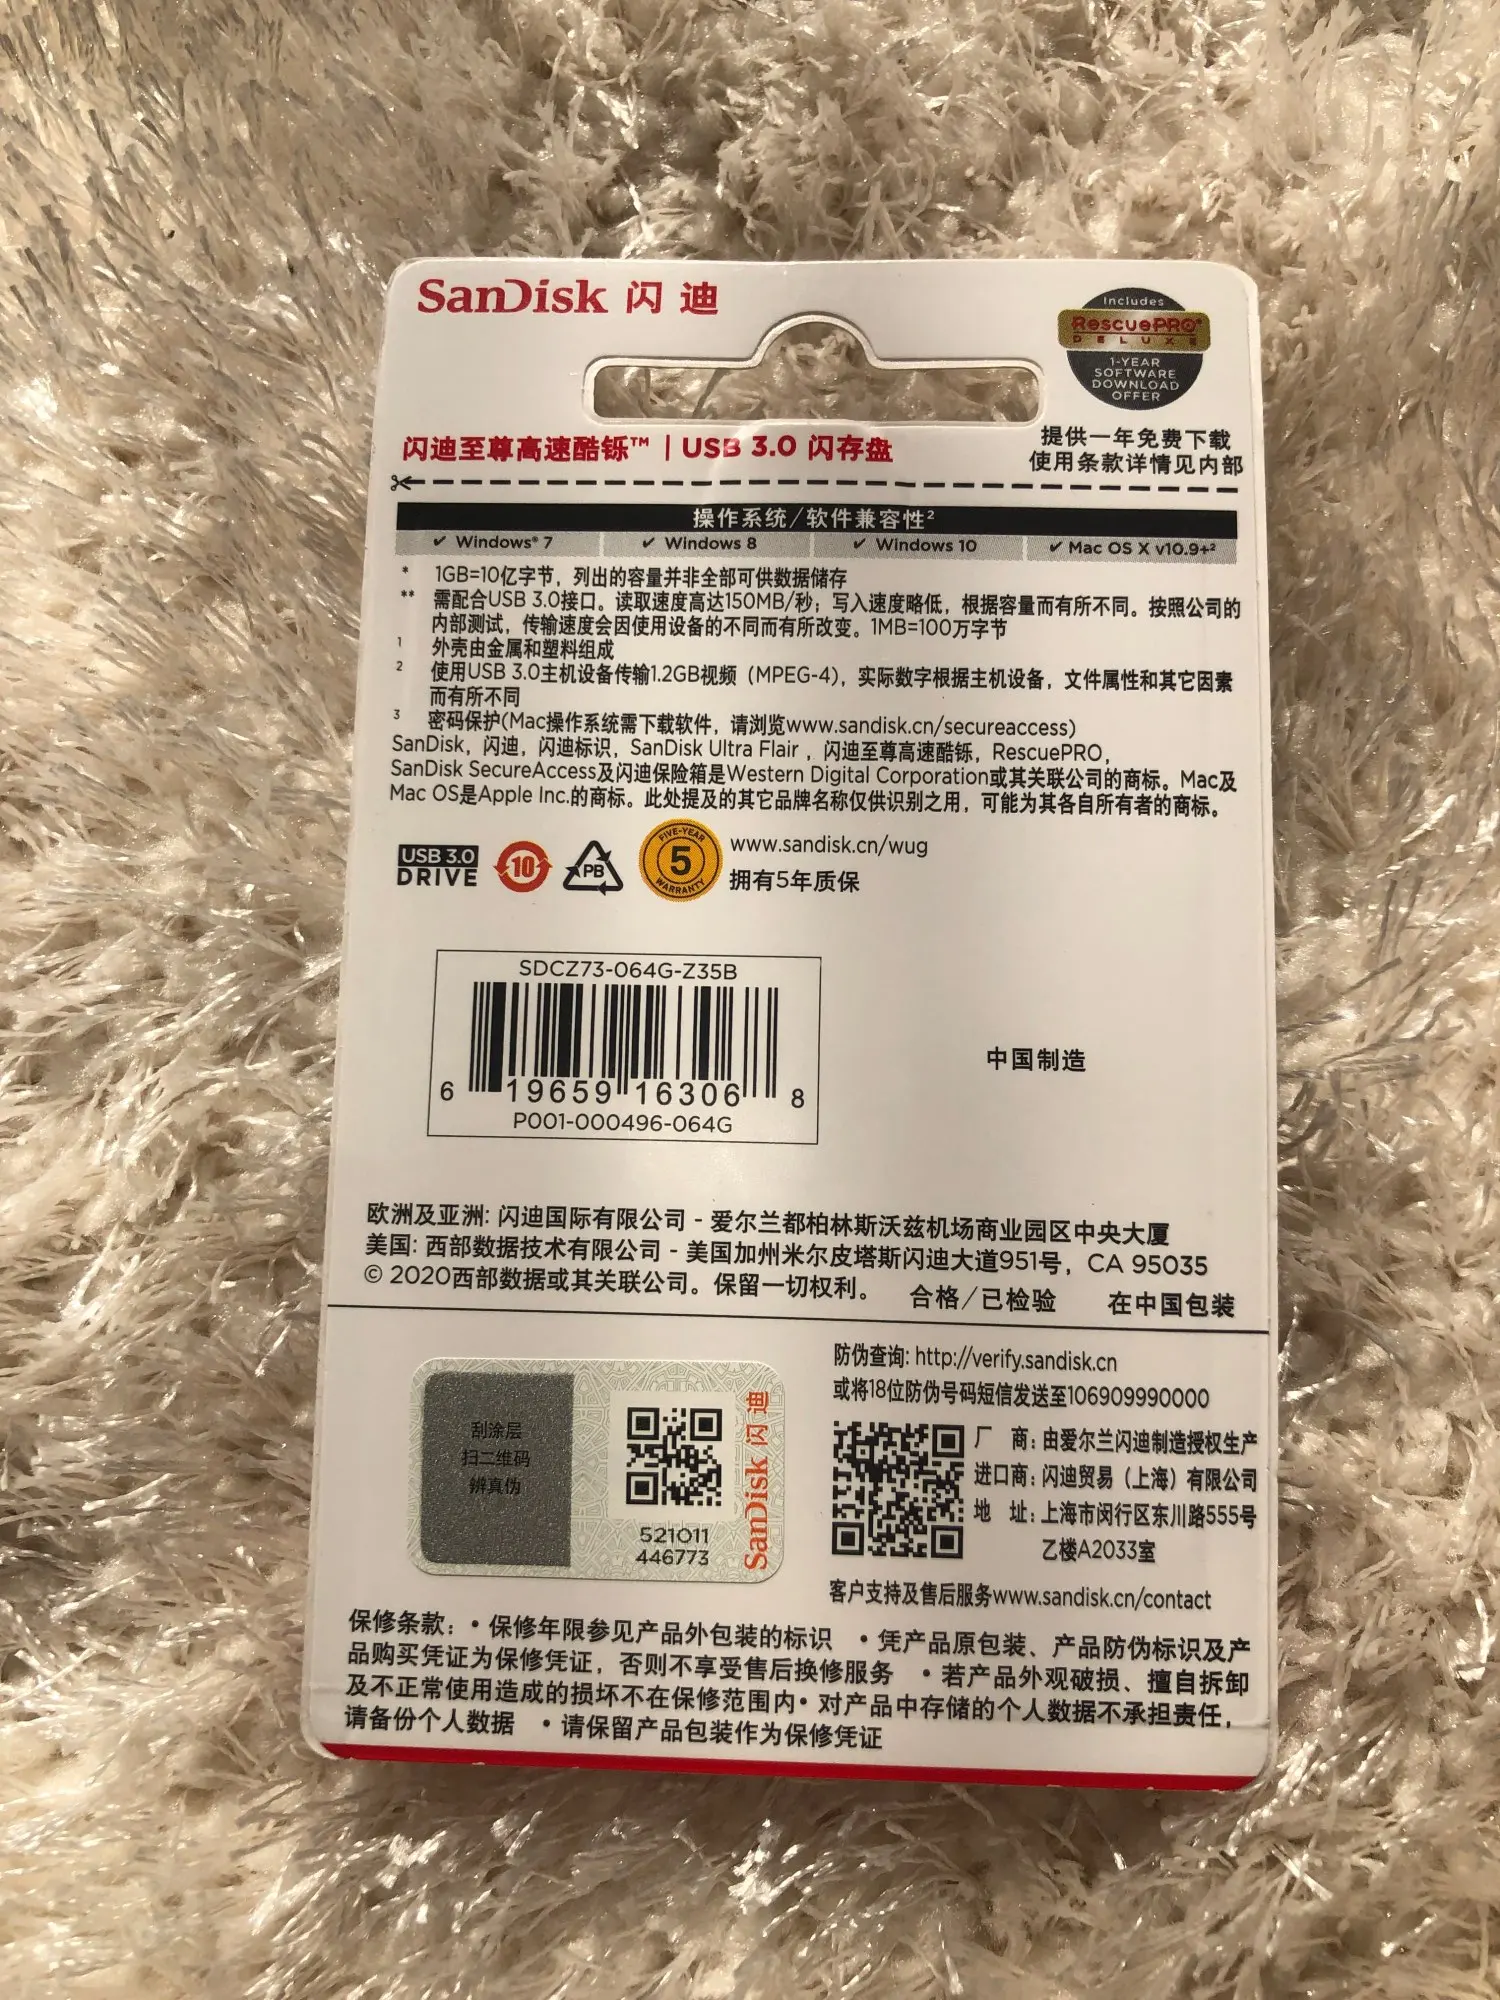 SanDisk 闪迪
Includes
RescuePRO®
DELUXE
1-YEAR
SOFTWARE
DOWNLOAD
OFFER
提供一年免费下载
使用条款详情见内部
闪迪至尊高速酷铄™ | USB 3.0 闪存盘
操作系统/软件兼容性²
✓ Windows® 7 ✓ Windows 8 ✓ Windows 10 ✓ Mac OS X v10.9+²
* 1GB=10亿字节，列出的容量并非全部可供数据储存
** 需配合USB 3.0接口。读取速度高达150MB/秒；写入速度略低，根据容量而有所不同。按照公司的
内部测试，传输速度会因使用设备的不同而有所改变。1MB=100万字节
1 外壳由金属和塑料组成
2 使用USB 3.0主机设备传输1.2GB视频（MPEG-4），实际数字根据主机设备，文件属性和其它因素
而有所不同
3 密码保护(Mac操作系统需下载软件，请浏览www.sandisk.cn/secureaccess)
SanDisk，闪迪，闪迪标识，SanDisk Ultra Flair，闪迪至尊高速酷铄，RescuePRO，
SanDisk SecureAccess及闪迪保险箱是Western Digital Corporation或其关联公司的商标。Mac及
Mac OS是Apple Inc.的商标。此处提及的其它品牌名称仅供识别之用，可能为其各自所有者的商标。
USB 3.0
DRIVE
10
PB
FIVE-YEAR
5
WARRANTY
www.sandisk.cn/wug
拥有5年质保
SDCZ73-064G-Z35B
6 19659 16306 8
P001-000496-064G
中国制造
欧洲及亚洲: 闪迪国际有限公司 - 爱尔兰都柏林斯沃兹机场商业园区中央大厦
美国: 西部数据技术有限公司 - 美国加州米尔皮塔斯闪迪大道951号，CA 95035
© 2020西部数据或其关联公司。保留一切权利。 合格/已检验 在中国包装
刮涂层
扫二维码
辨真伪
521011
446773
SanDisk 闪迪
防伪查询: http://verify.sandisk.cn
或将18位防伪号码短信发送至106909990000
厂 商: 由爱尔兰闪迪制造授权生产
进口商: 闪迪贸易（上海）有限公司
地 址: 上海市闵行区东川路555号
乙楼A2033室
客户支持及售后服务www.sandisk.cn/contact
保修条款：•保修年限参见产品外包装的标识 •凭产品原包装、产品防伪标识及产
品购买凭证为保修凭证，否则不享受售后换修服务 •若产品外观破损、擅自拆卸
及不正常使用造成的损坏不在保修范围内•对产品中存储的个人数据不承担责任，
请备份个人数据 •请保留产品包装作为保修凭证